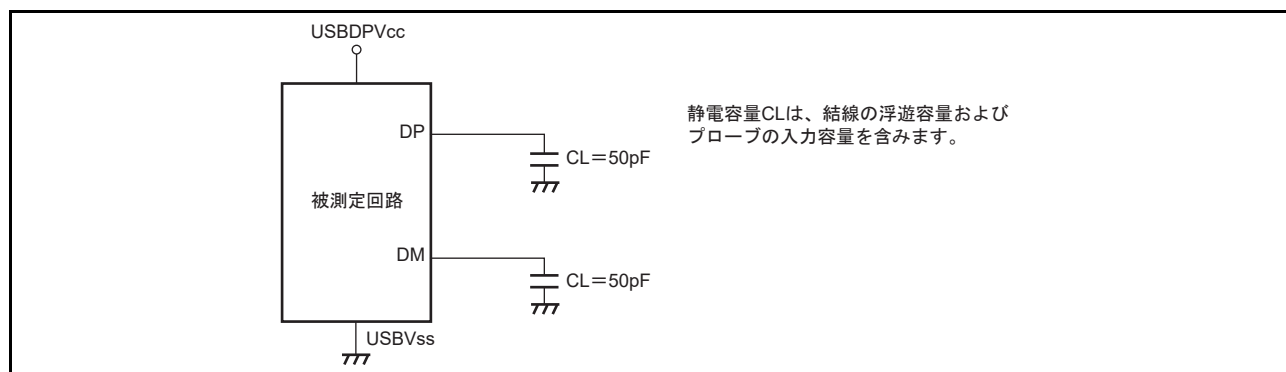 USBDPVcc
静電容量CLは、結線の浮遊容量および
プローブの入力容量を含みます。
DP
CL＝50pF
被測定回路
DM
CL＝50pF
USBVss